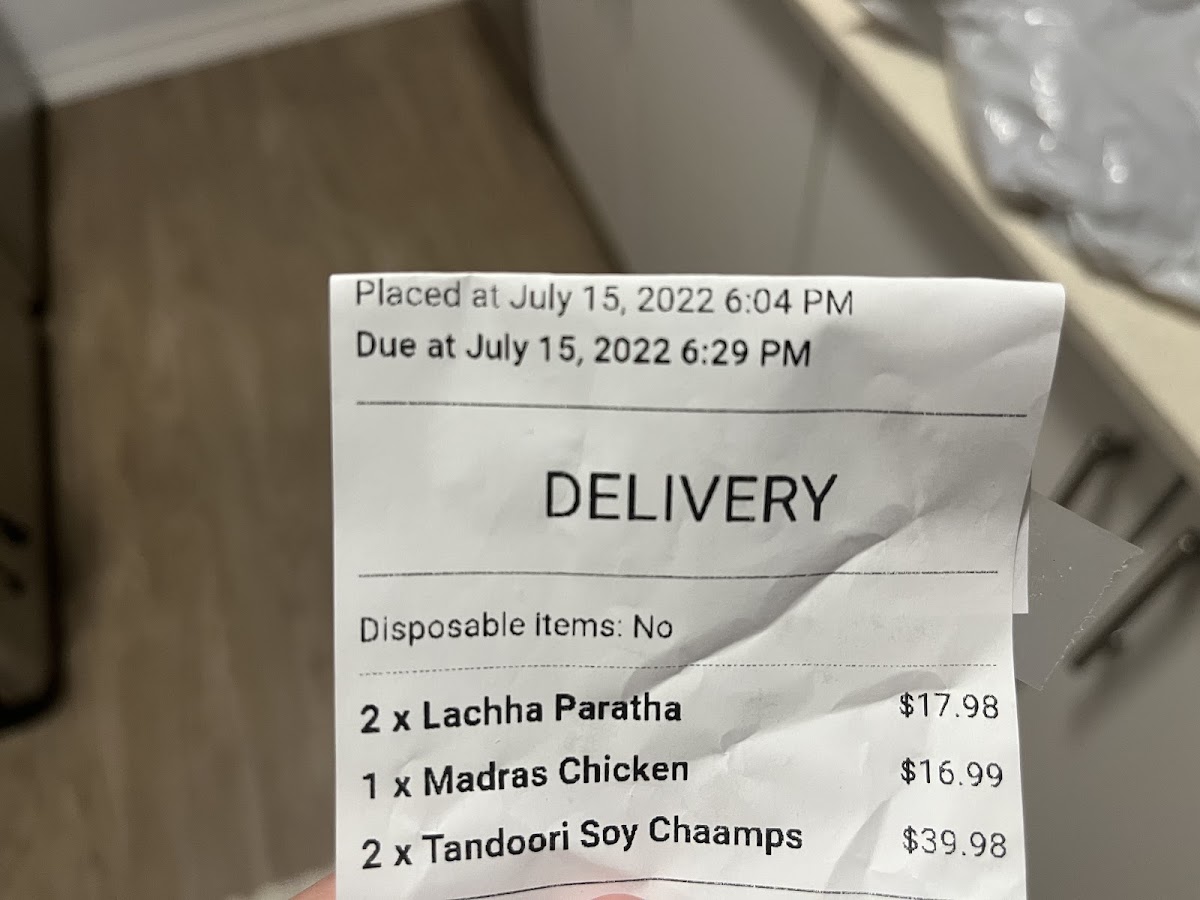 Placed at July 15, 2022 6:04 PM
Due at July 15, 2022 6:29 PM
DELIVERY
Disposable items: No
2 x Lachha Paratha $17.98
1 x Madras Chicken $16.99
2 x Tandoori Soy Chaamps $39.98